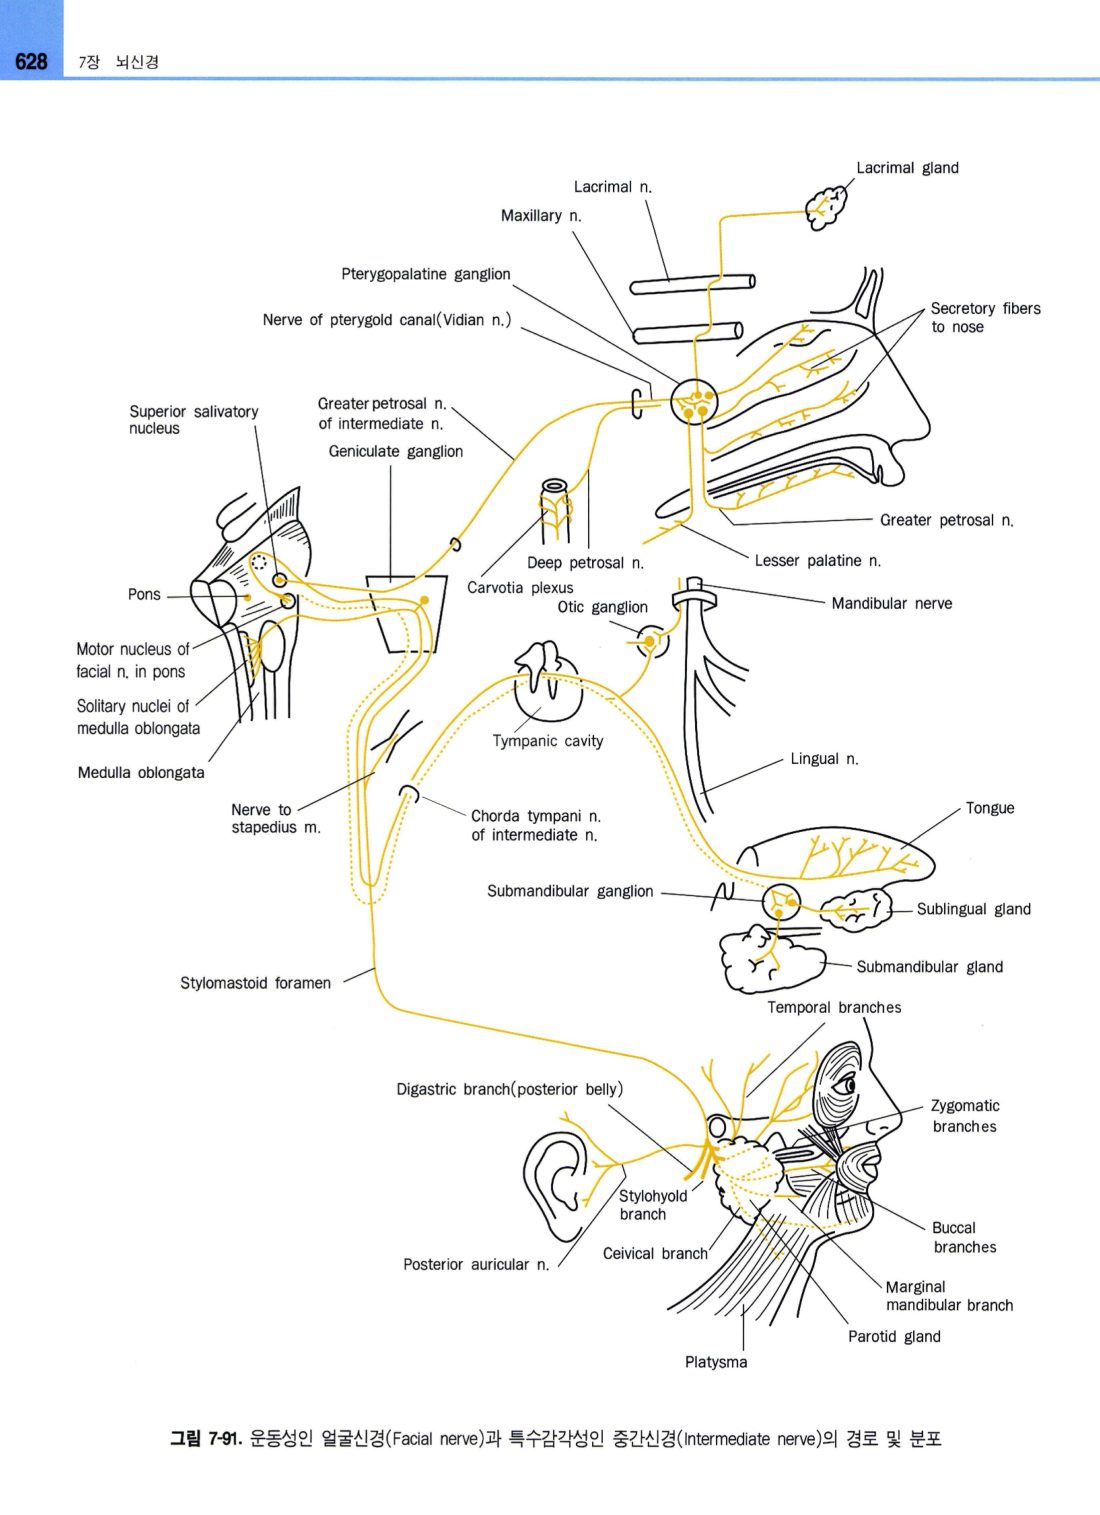 628
7장 뇌신경
Lacrimal gland
Lacrimal n.
Maxillary n.
Pterygopalatine ganglion
Nerve of pterygold canal(Vidian n.)
Secretory fibers
to nose
Superior salivatory
nucleus
Greater petrosal n.
of intermediate n.
Geniculate ganglion
Greater petrosal n.
Deep petrosal n.
Lesser palatine n.
Carvotia plexus
Pons
Otic ganglion
Mandibular nerve
Motor nucleus of
facial n. in pons
Solitary nuclei of
medulla oblongata
Tympanic cavity
Medulla oblongata
Lingual n.
Nerve to
stapedius m.
Chorda tympani n.
of intermediate n.
Tongue
Submandibular ganglion
Sublingual gland
Submandibular gland
Stylomastoid foramen
Temporal branches
Digastric branch(posterior belly)
Zygomatic
branches
Stylohyold
branch
Buccal
branches
Ceivical branch
Posterior auricular n.
Marginal
mandibular branch
Parotid gland
Platysma
그림 7-91. 운동성인 얼굴신경(Facial nerve)과 특수감각성인 중간신경(Intermediate nerve)의 경로 및 분포